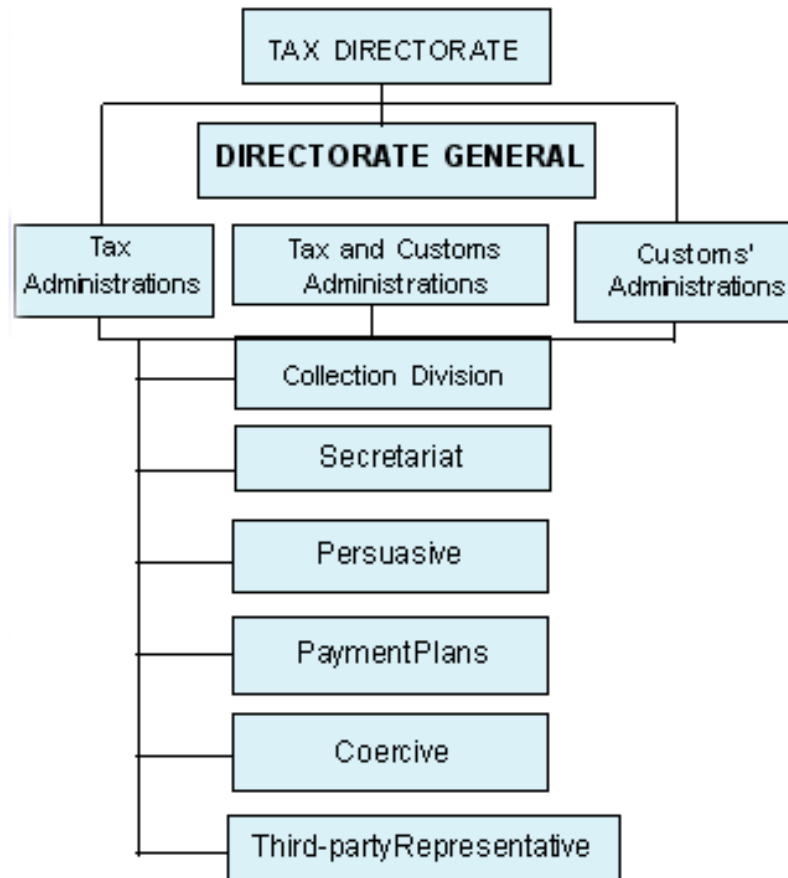 TAX DIRECTORATE
DIRECTORATE GENERAL
Tax
Administrations
Tax and Customs
Administrations
Customs'
Administrations
Collection Division
Secretariat
Persuasive
PaymentPlans
Coercive
Third-partyRepresentative